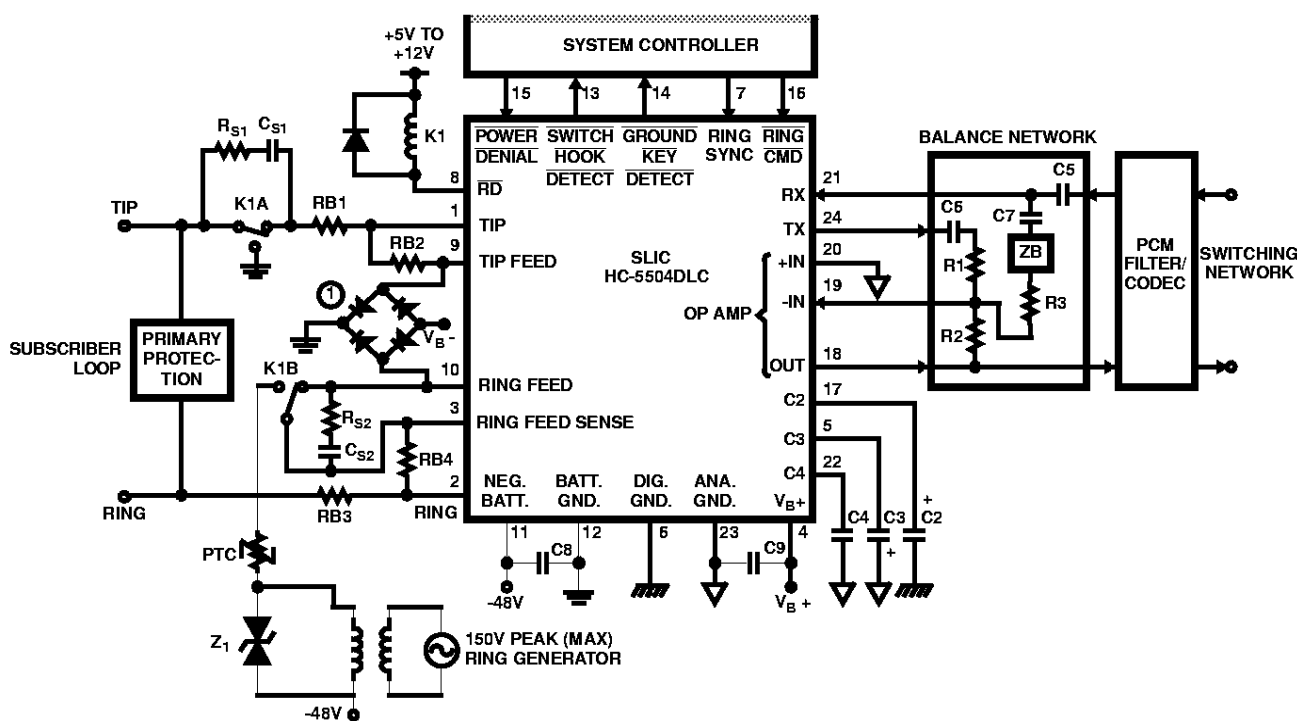 +5V TO
+12V
SYSTEM CONTROLLER
15
13
14
7
16
RS1
CS1
K1
POWER
DENIAL
SWITCH
HOOK
DETECT
GROUND
KEY
DETECT
RING
SYNC
RING
CMD
BALANCE NETWORK
8
RD
21
RX
C5
TIP
K1A
RB1
1
TIP
24
TX
C6
C7
RB2
9
TIP FEED
SLIC
HC-5504DLC
20
+IN
R1
ZB
PCM
FILTER/
CODEC
SWITCHING
NETWORK
1
VB-
19
-IN
R3
OP AMP
R2
SUBSCRIBER
LOOP
PRIMARY
PROTEC-
TION
K1B
10
RING FEED
18
OUT
17
C2
RS2
3
RING FEED SENSE
5
C3
CS2
RB4
22
C4
RING
RB3
2
RING
NEG.
BATT.
BATT.
GND.
DIG.
GND.
ANA.
GND.
VB+
11
12
6
23
4
C8
C9
C4
C3
+
C2
+
PTC
-48V
VB +
Z1
150V PEAK (MAX)
RING GENERATOR
-48V